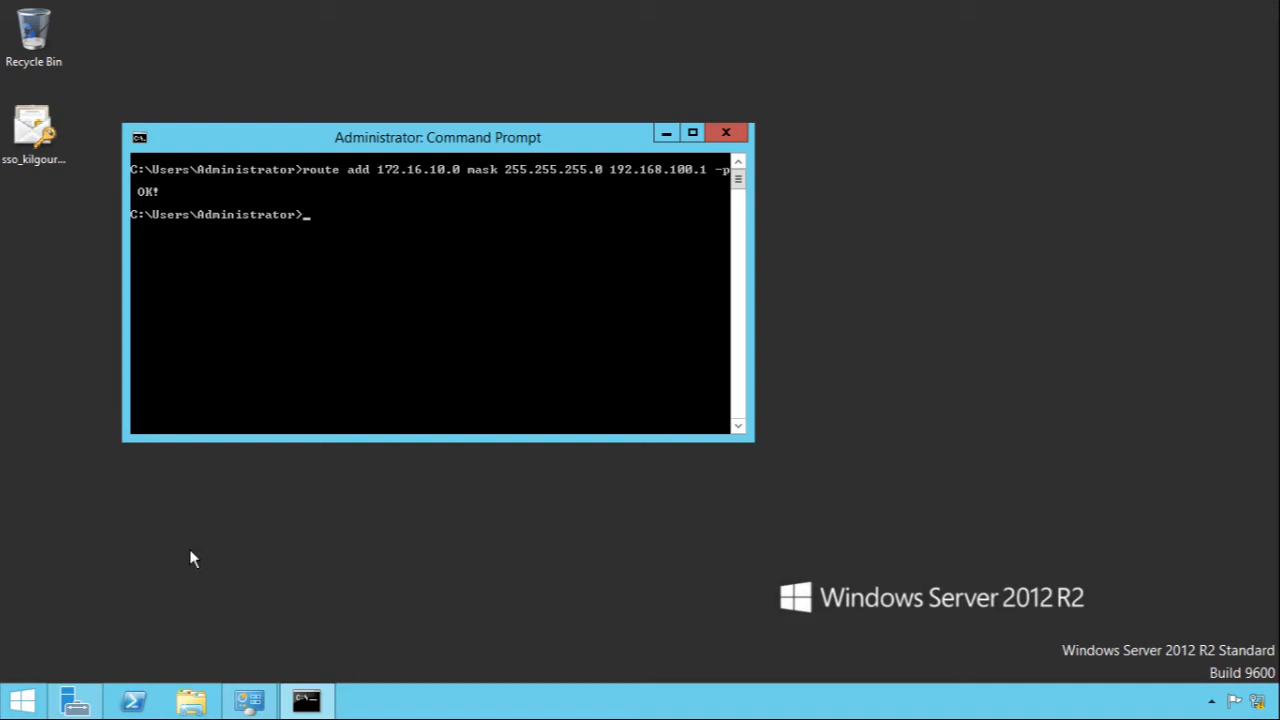 Recycle Bin
sso_kilgour...
Administrator: Command Prompt
C:\Users\Administrator>route add 172.16.10.0 mask 255.255.255.0 192.168.100.1 -p
OK!
C:\Users\Administrator>_
Windows Server 2012 R2
Windows Server 2012 R2 Standard
Build 9600